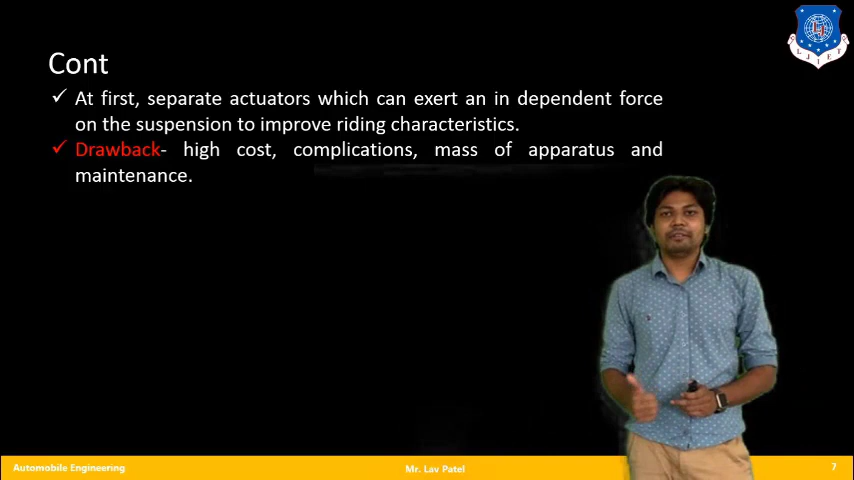 Cont
✓ At first, separate actuators which can exert an in dependent force
on the suspension to improve riding characteristics.
✓ Drawback- high cost, complications, mass of apparatus and
maintenance.
LJIET
Automobile Engineering
Mr. Lav Patel
7